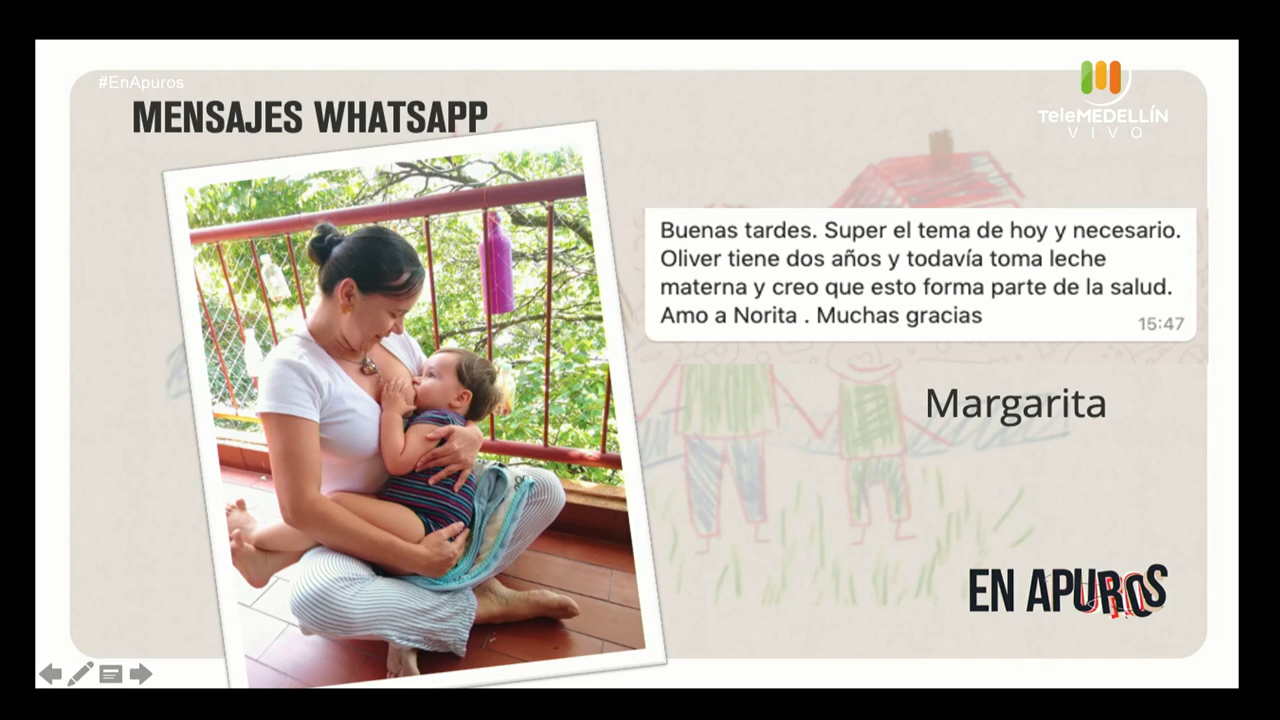 #EnApuros
MENSAJES WHATSAPP
TeleMEDELLÍN
VIVO
Buenas tardes. Super el tema de hoy y necesario.
Oliver tiene dos años y todavía toma leche
materna y creo que esto forma parte de la salud.
Amo a Norita . Muchas gracias
15:47
Margarita
EN APUROS